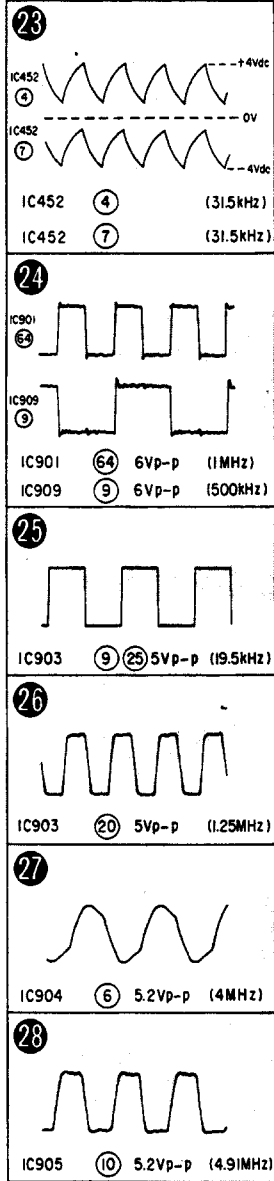 23
IC452
④
+4Vdc
0V
IC452
⑦
-4Vdc
IC452 ④ (31.5kHz)
IC452 ⑦ (31.5kHz)
24
IC901
㊿+64
IC909
⑨
IC901 (64) 6Vp-p (1MHz)
IC909 ⑨ 6Vp-p (500kHz)
25
IC903 ⑨ ㉕ 5Vp-p (19.5kHz)
26
IC903 ⑳ 5Vp-p (1.25MHz)
27
IC904 ⑥ 5.2Vp-p (4MHz)
28
IC905 ⑩ 5.2Vp-p (4.91MHz)